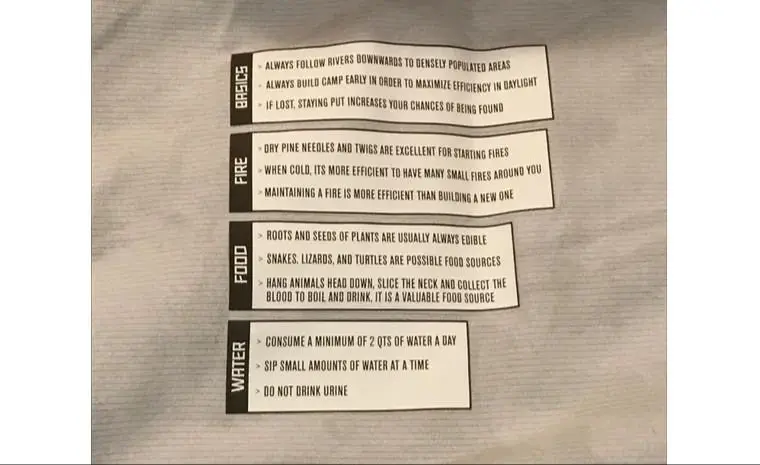 BASICS
> ALWAYS FOLLOW RIVERS DOWNWARDS TO DENSELY POPULATED AREAS
> ALWAYS BUILD CAMP EARLY IN ORDER TO MAXIMIZE EFFICIENCY IN DAYLIGHT
> IF LOST, STAYING PUT INCREASES YOUR CHANCES OF BEING FOUND
FIRE
> DRY PINE NEEDLES AND TWIGS ARE EXCELLENT FOR STARTING FIRES
> WHEN COLD, ITS MORE EFFICIENT TO HAVE MANY SMALL FIRES AROUND YOU
> MAINTAINING A FIRE IS MORE EFFICIENT THAN BUILDING A NEW ONE
FOOD
> ROOTS AND SEEDS OF PLANTS ARE USUALLY ALWAYS EDIBLE
> SNAKES, LIZARDS, AND TURTLES ARE POSSIBLE FOOD SOURCES
> HANG ANIMALS HEAD DOWN, SLICE THE NECK AND COLLECT THE
BLOOD TO BOIL AND DRINK, IT IS A VALUABLE FOOD SOURCE
WATER
> CONSUME A MINIMUM OF 2 QTS OF WATER A DAY
> SIP SMALL AMOUNTS OF WATER AT A TIME
> DO NOT DRINK URINE